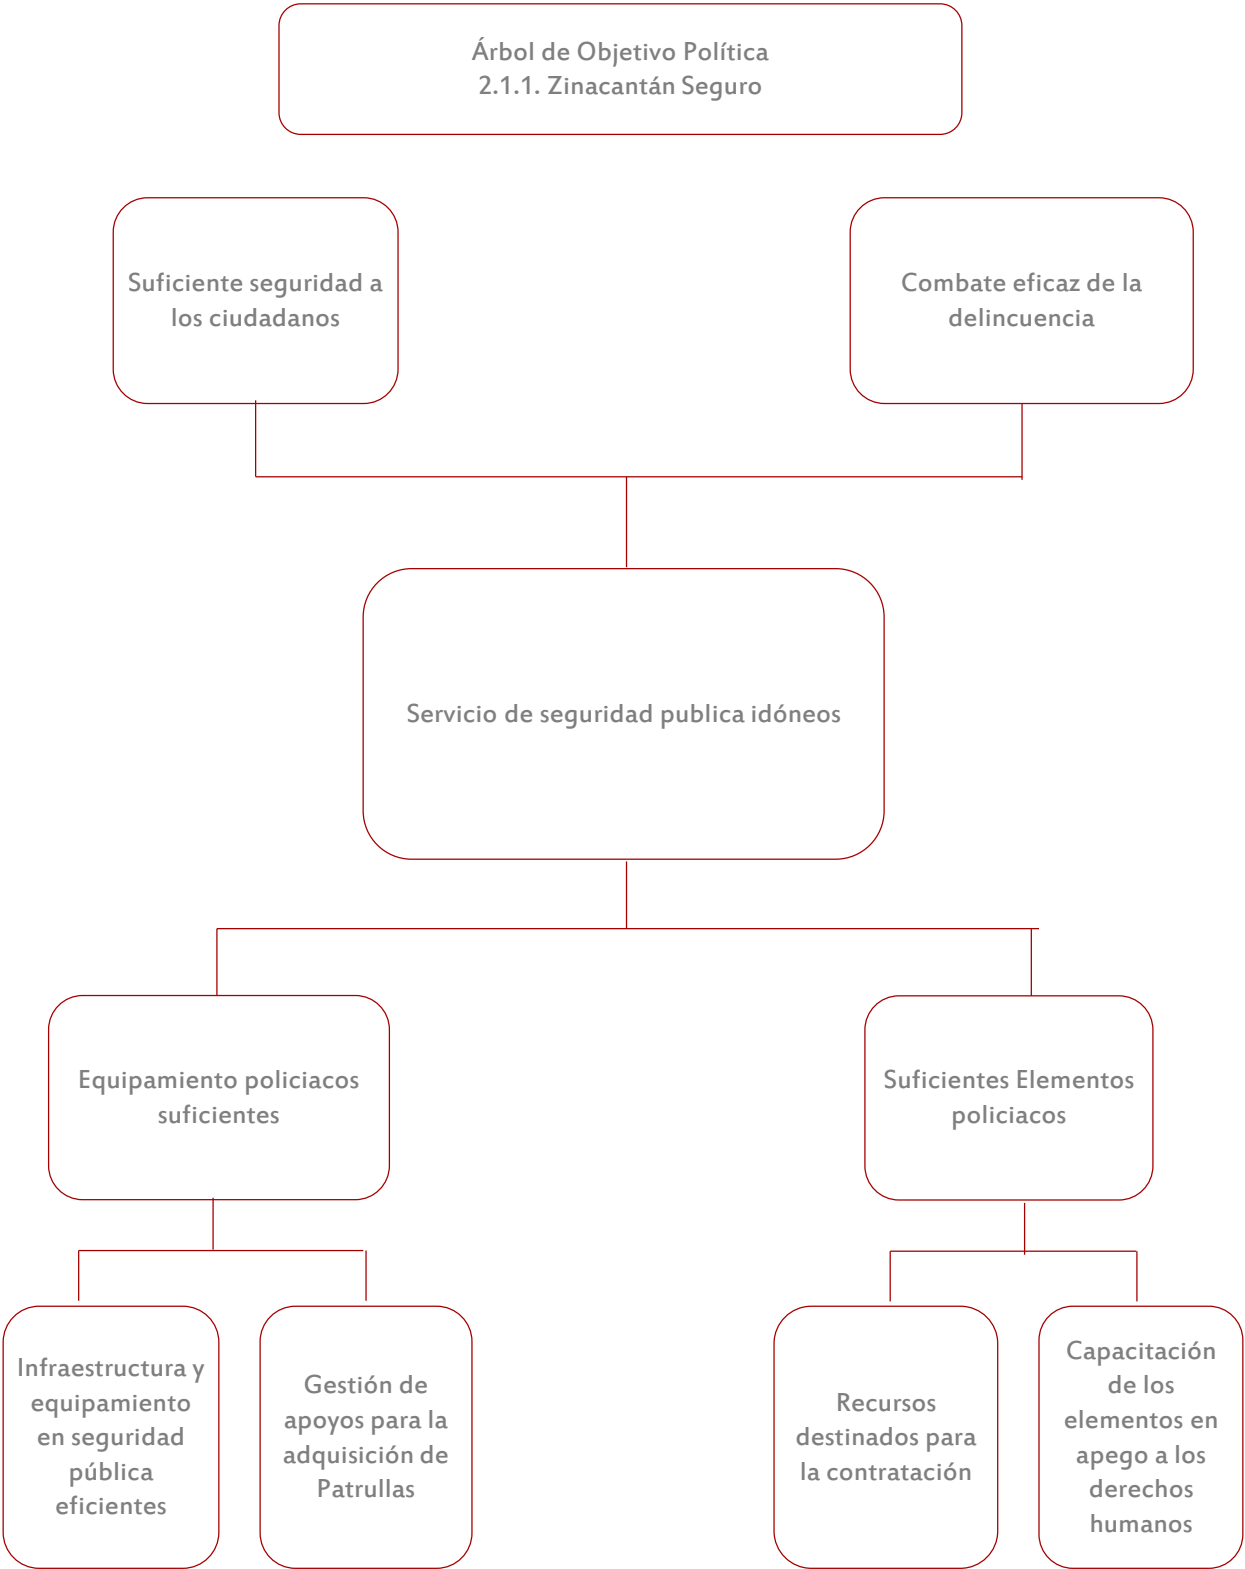 Árbol de Objetivo Política
2.1.1. Zinacantán Seguro
Suficiente seguridad a
los ciudadanos
Combate eficaz de la
delincuencia
Servicio de seguridad publica idóneos
Equipamiento policiacos
suficientes
Suficientes Elementos
policiacos
Infraestructura y
equipamiento
en seguridad
pública
eficientes
Gestión de
apoyos para la
adquisición de
Patrullas
Recursos
destinados para
la contratación
Capacitación
de los
elementos en
apego a los
derechos
humanos